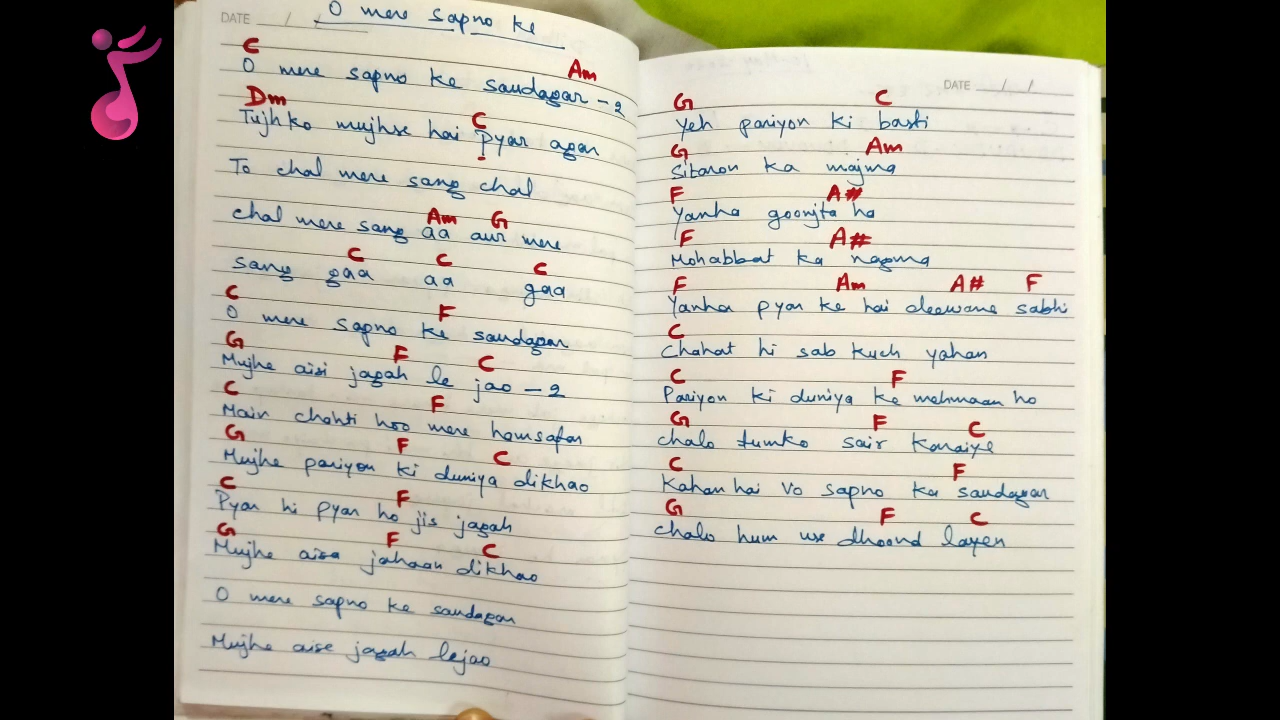 DATE / /
O mere sapno ke
C Am
O mere sapno ke saudagar - 2
Dm C
Tujhko mujhse hai pyar agar
To chal mere sang chal
Am G
chal mere sang aa aur mere
C C C
sang gaa aa gaa
C F
O mere sapno ke saudagar
G F C
Mujhe aisi jagah le jao - 2
C F
Main chahti hoo mere hamsafar
G F C
Mujhe pariyon ki duniya dikhao
C F
Pyar hi pyar ho jis jagah
G F C
Mujhe aisa jahaan dikhao
O mere sapno ke saudagar
Mujhe aise jagah lejao
DATE / /
G C
Yeh pariyon ki basti
G Am
Sitaron ka majma
F A#
Yanha goonjta ha
F A#
Mohabbat ka nagma
F Am A# F
Yanha pyar ke hai deewane sabhi
C
Chahat hi sab kuch yahan
C F
Pariyon ki duniya ke mehmaan ho
G F C
chalo tumko sair karaiye
C F
Kahan hai vo sapno ka saudagar
G F C
chalo hum use dhoond layen